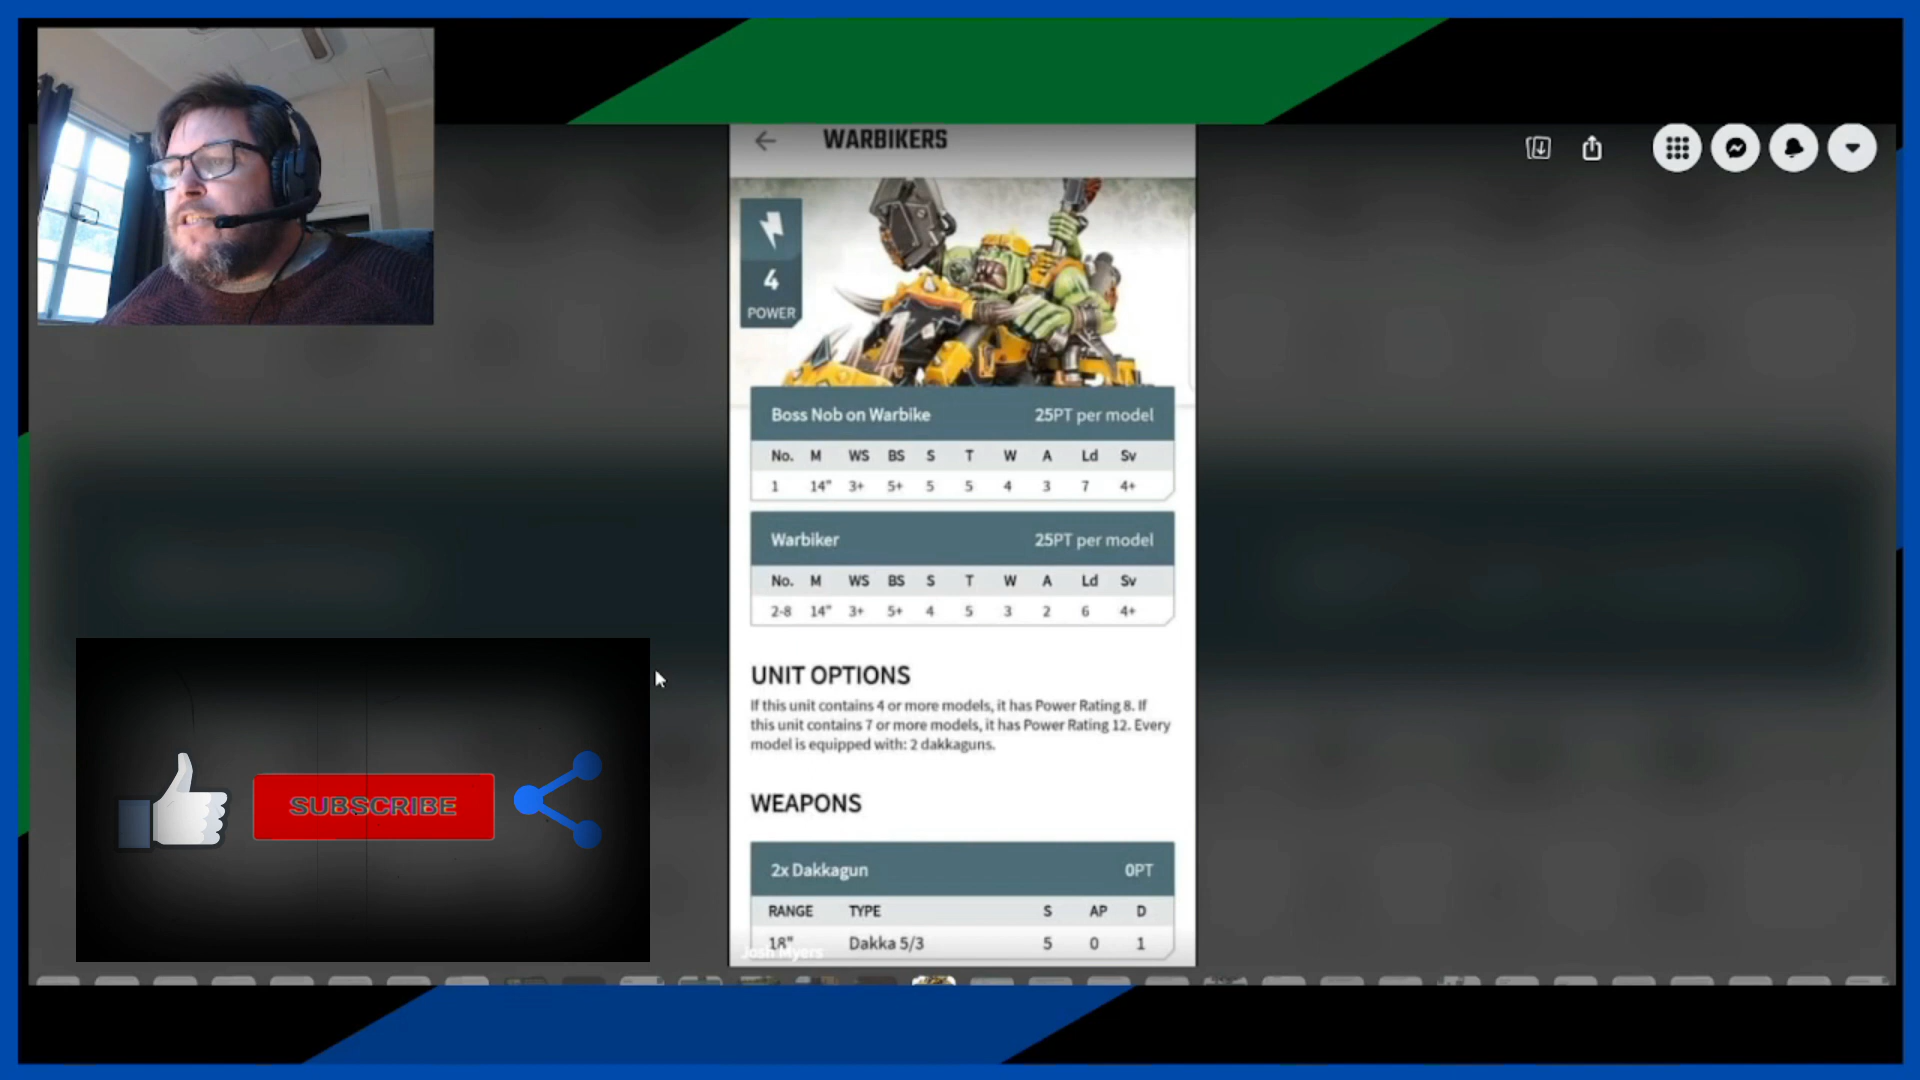 WARBIKERS
4
POWER
Boss Nob on Warbike 25PT per model
No. M WS BS S T W A Ld Sv
1 14" 3+ 5+ 5 5 4 3 7 4+
Warbiker 25PT per model
No. M WS BS S T W A Ld Sv
2-8 14" 3+ 5+ 4 5 3 2 6 4+
UNIT OPTIONS
If this unit contains 4 or more models, it has Power Rating 8. If
this unit contains 7 or more models, it has Power Rating 12. Every
model is equipped with: 2 dakkaguns.
WEAPONS
2x Dakkagun 0PT
RANGE TYPE S AP D
18" Dakka 5/3 5 0 1
Josh Myers
SUBSCRIBE